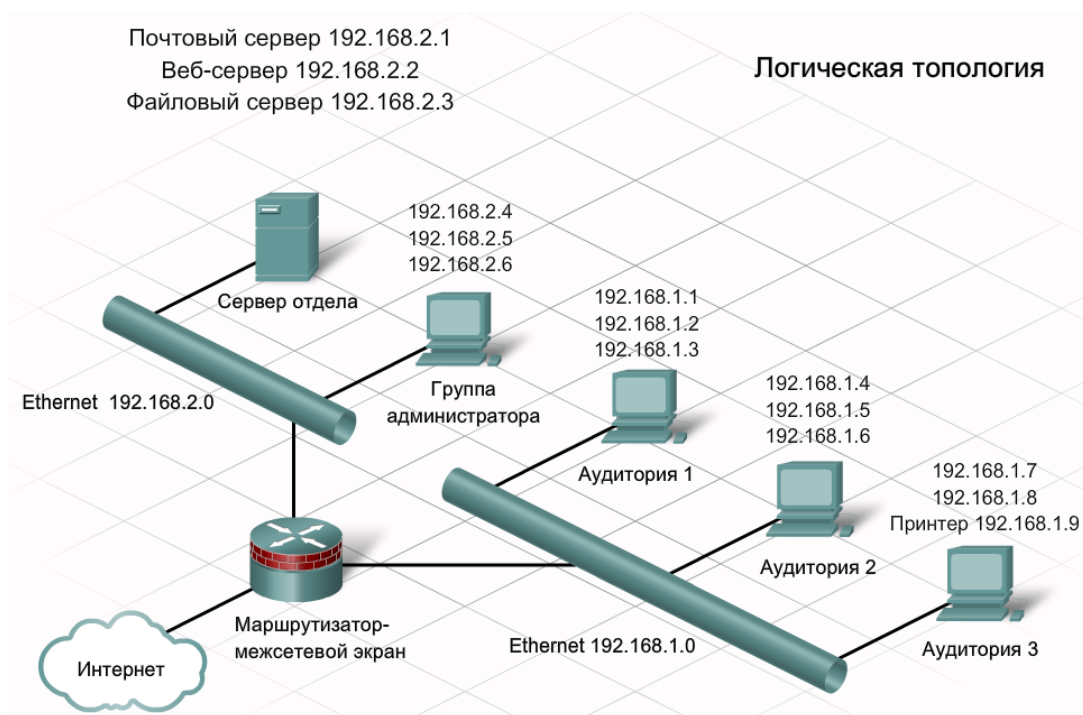 Почтовый сервер 192.168.2.1
Веб-сервер 192.168.2.2
Файловый сервер 192.168.2.3
Логическая топология
192.168.2.4
192.168.2.5
192.168.2.6
Сервер отдела
192.168.1.1
192.168.1.2
192.168.1.3
Ethernet 192.168.2.0
Группа
администратора
192.168.1.4
192.168.1.5
192.168.1.6
Аудитория 1
192.168.1.7
192.168.1.8
Принтер 192.168.1.9
Аудитория 2
Маршрутизатор-
межсетевой экран
Ethernet 192.168.1.0
Аудитория 3
Интернет